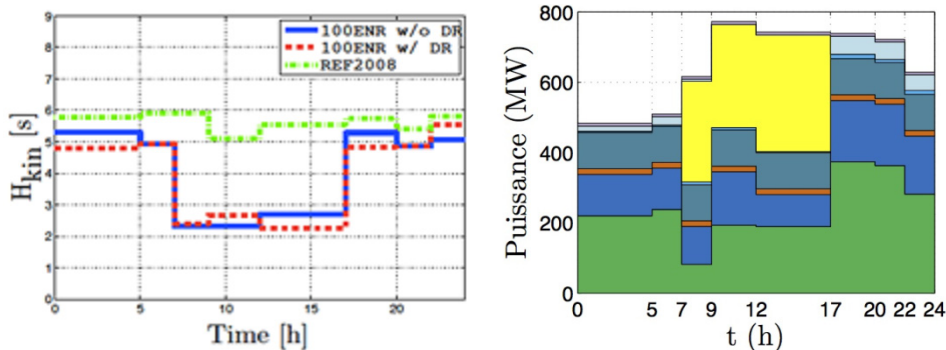 9
8
7
6
5
4
3
2
1
0
H_kin [s]
100ENR w/o DR
100ENR w/ DR
REF2008
0 5 10 15 20
Time [h]
800
600
400
200
0
Puissance (MW)
0 5 7 9 12 17 20 22 24
t (h)